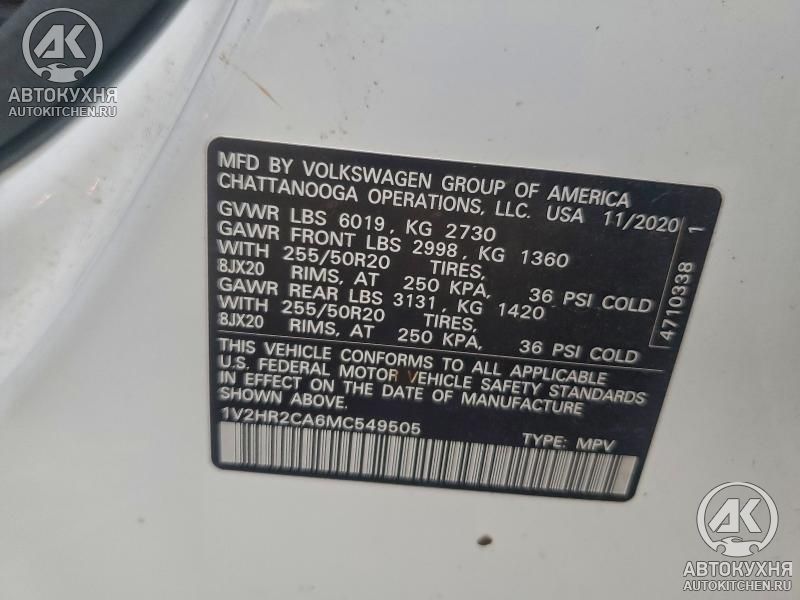 AK
АВТОКУХНЯ
AUTOKITCHEN.RU
MFD BY VOLKSWAGEN GROUP OF AMERICA
CHATTANOOGA OPERATIONS, LLC. USA 11/2020
GVWR LBS 6019, KG 2730
GAWR FRONT LBS 2998, KG 1360
WITH 255/50R20 TIRES,
8JX20 RIMS, AT 250 KPA, 36 PSI COLD
GAWR REAR LBS 3131, KG 1420
WITH 255/50R20 TIRES,
8JX20 RIMS, AT 250 KPA, 36 PSI COLD
THIS VEHICLE CONFORMS TO ALL APPLICABLE
U.S. FEDERAL MOTOR VEHICLE SAFETY STANDARDS
IN EFFECT ON THE DATE OF MANUFACTURE
SHOWN ABOVE.
1V2HR2CA6MC549505
TYPE: MPV
4710338 1
AK
АВТОКУХНЯ
AUTOKITCHEN.RU